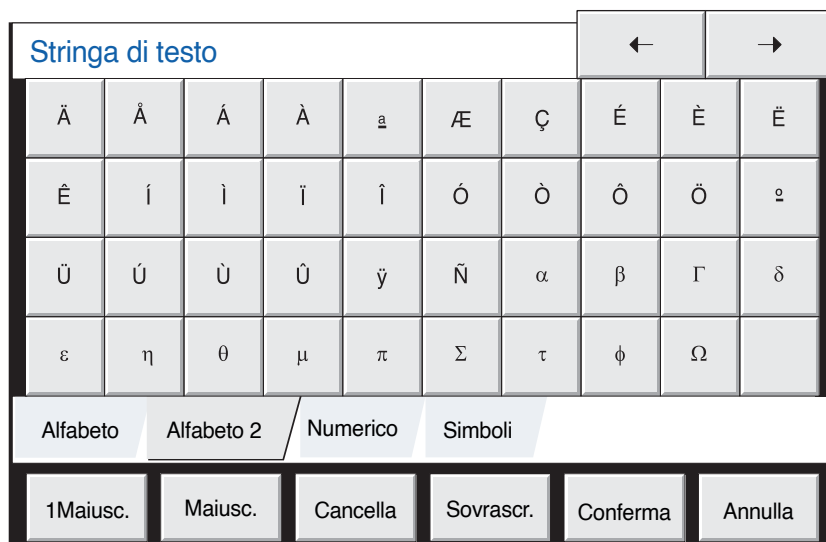 Stringa di testo ← →
Ä Å Á À ª Æ Ç É È Ë
Ê Í Ì Ï Î Ó Ò Ô Ö º
Ü Ú Ù Û ÿ Ñ α β Γ δ
ε η θ μ π Σ τ ϕ Ω
Alfabeto Alfabeto 2 Numerico Simboli
1Maiusc. Maiusc. Cancella Sovrascr. Conferma Annulla